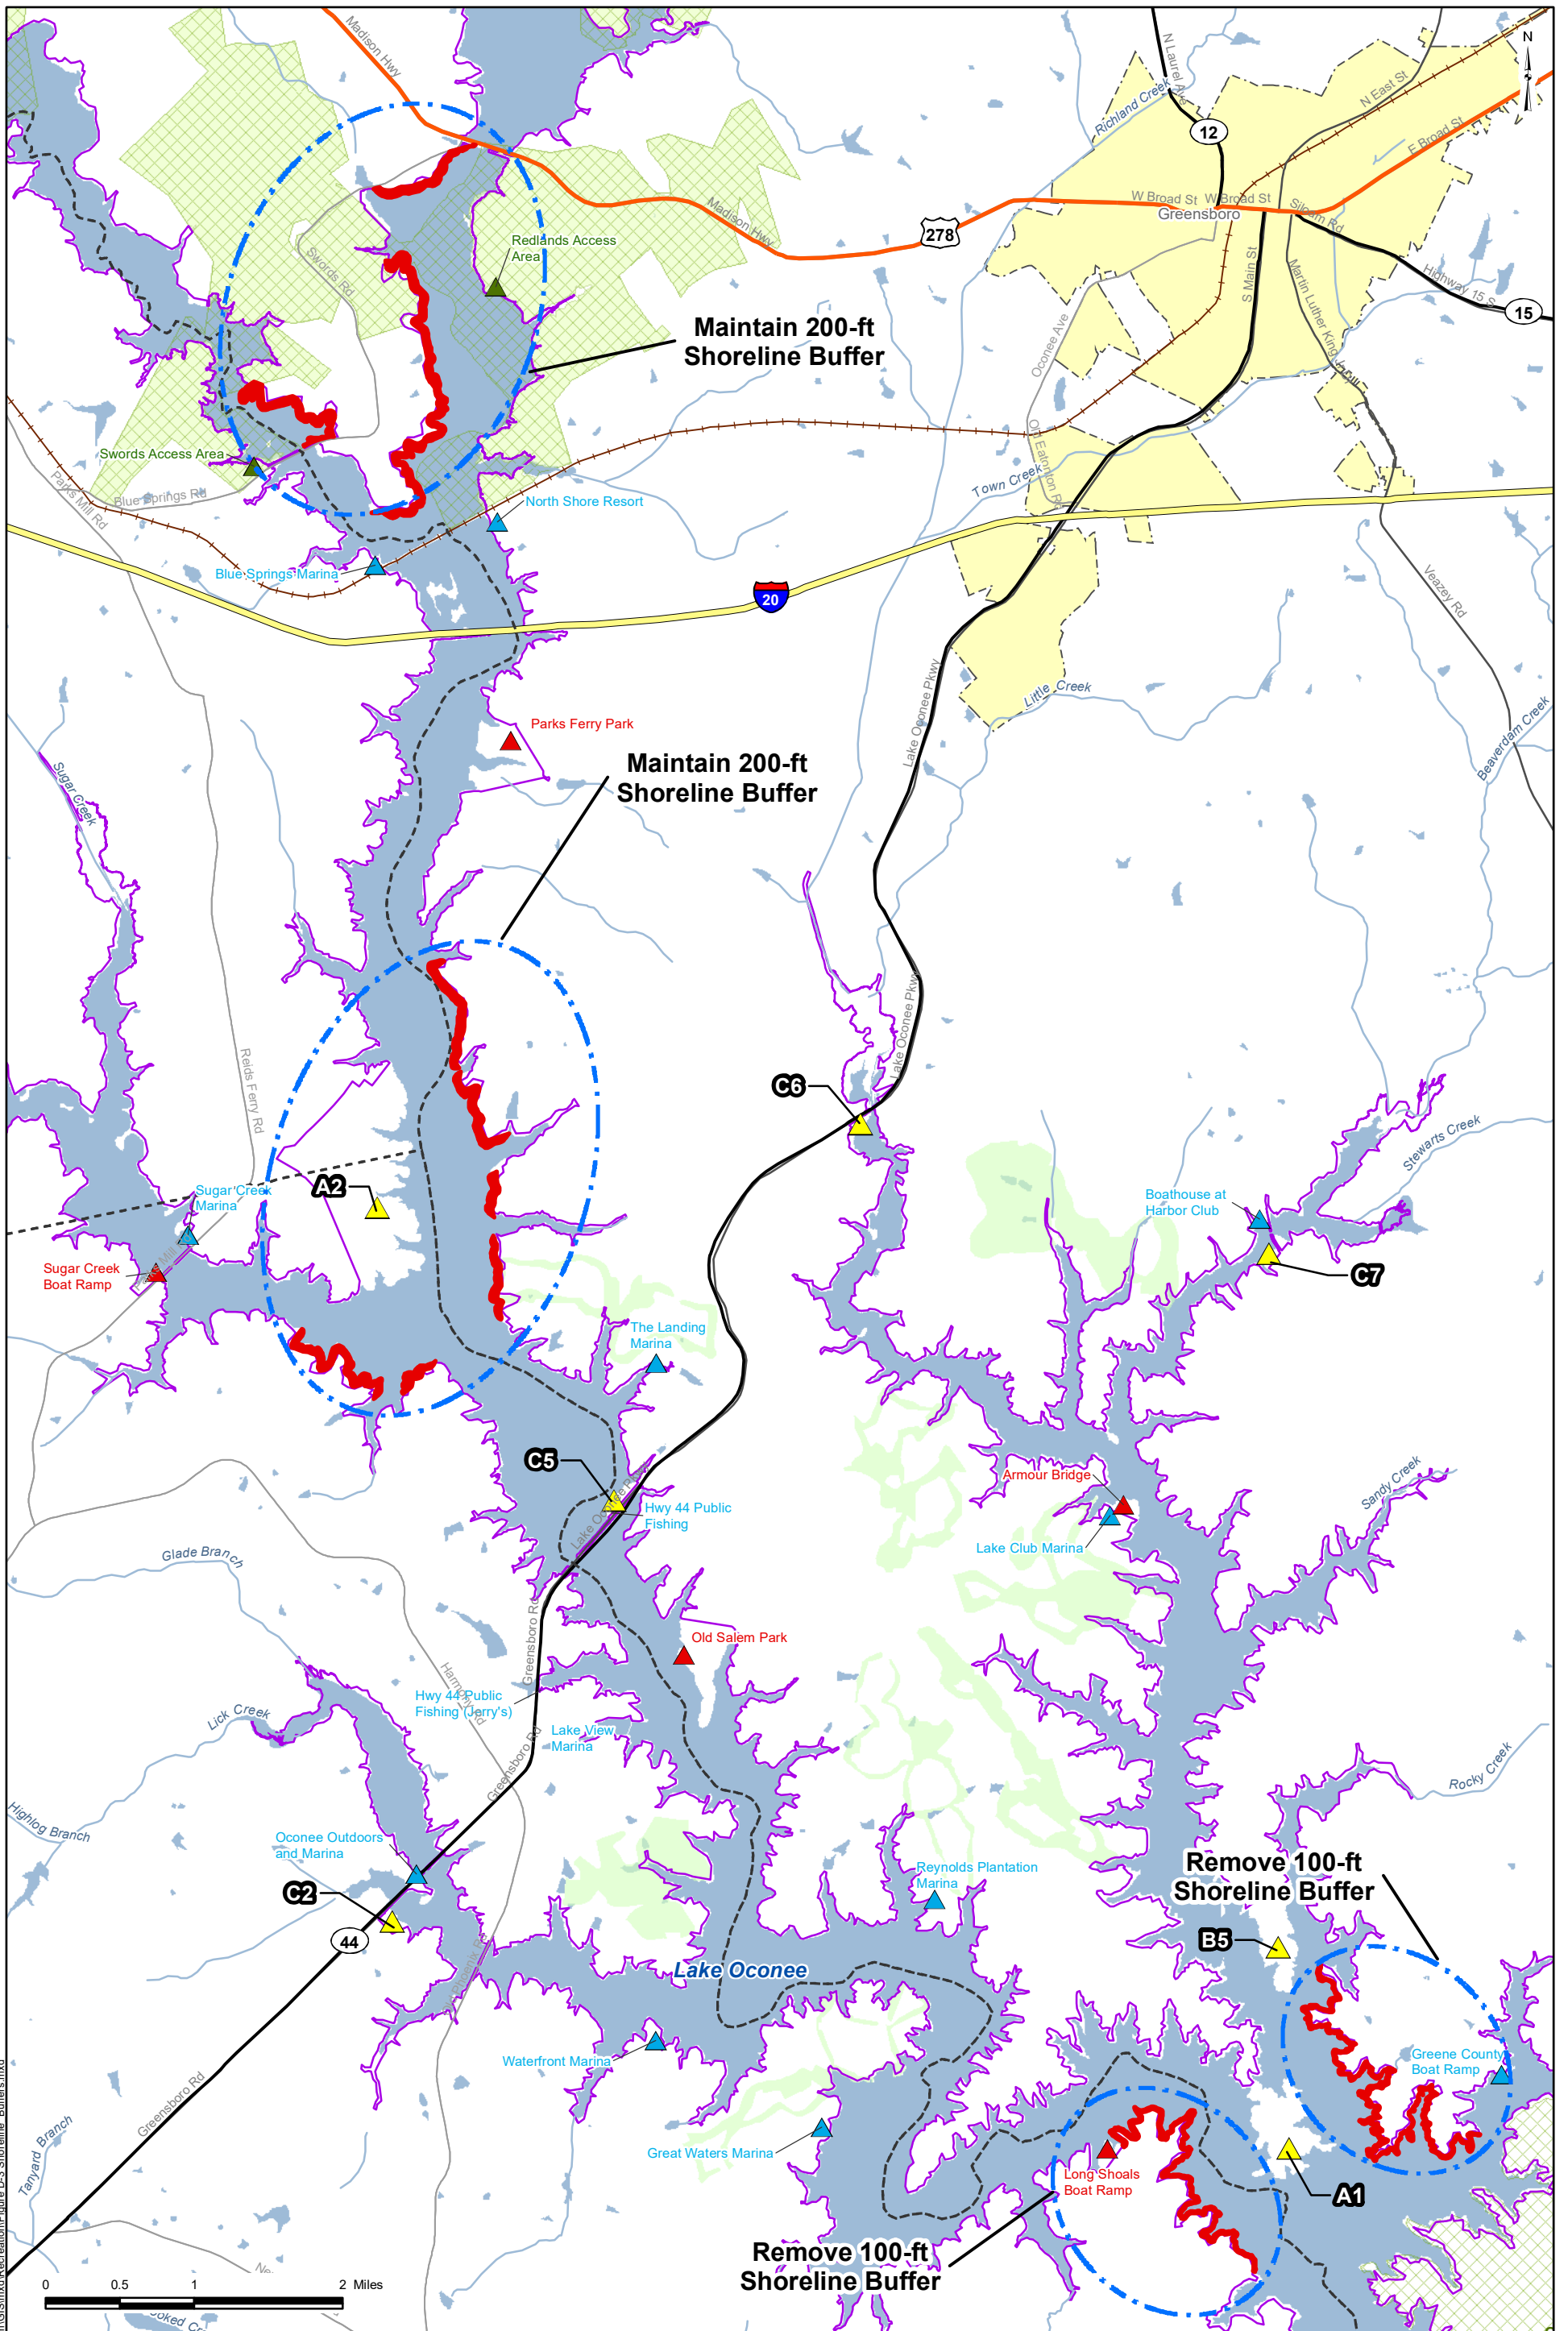 Madison Hwy
N Laurel Ave
Richland Creek
12
N East St
E Broad St
N
W Broad St
W Broad St
Greensboro
Siloam Rd
278
Madison Hwy
Redlands Access
Area
Swords Rd
S Main St
Martin Luther King Jr
Highway 15 S
15
Maintain 200-ft
Shoreline Buffer
Oconee Ave
Old Eatonton Rd
Swords Access Area
Blue Springs Rd
Parks Mill Rd
Town Creek
North Shore Resort
Blue Springs Marina
20
Veazey Rd
Little Creek
Lake Oconee Pkwy
Beaverdam Creek
Parks Ferry Park
Maintain 200-ft
Shoreline Buffer
Sugar Creek
Lake Oconee Pkwy
Reids Ferry Rd
C6
Stewarts Creek
A2
Sugar Creek
Marina
Boathouse at
Harbor Club
Sugar Creek
Boat Ramp
C7
The Landing
Marina
C5
Armour Bridge
Sandy Creek
Hwy 44 Public
Fishing
Lake Club Marina
Glade Branch
Greensboro Rd
Old Salem Park
Hwy 44 Public
Fishing (Jerry's)
Lick Creek
Lake View
Marina
Greensboro Rd
Rocky Creek
Highlog Branch
Oconee Outdoors
and Marina
Reynolds Plantation
Marina
Remove 100-ft
Shoreline Buffer
C2
44
B5
Lake Oconee
Waterfront Marina
Greene County
Boat Ramp
Greensboro Rd
Tanyard Branch
Great Waters Marina
Long Shoals
Boat Ramp
A1
Remove 100-ft
Shoreline Buffer
0 0.5 1 2 Miles